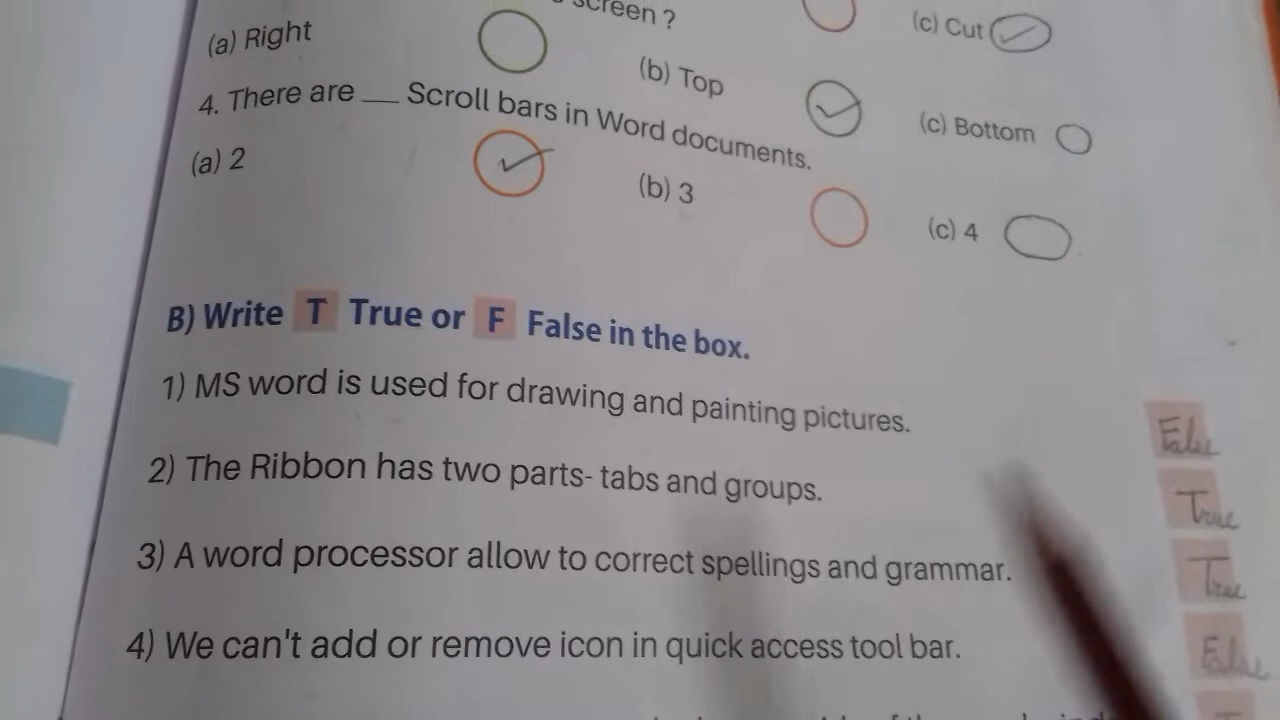 screen ?
(c) Cut
(a) Right (b) Top (c) Bottom
4. There are __ Scroll bars in Word documents.
(a) 2 (b) 3 (c) 4
B) Write T True or F False in the box.
1) MS word is used for drawing and painting pictures. False
2) The Ribbon has two parts- tabs and groups. True
3) A word processor allow to correct spellings and grammar. True
4) We can't add or remove icon in quick access tool bar. False